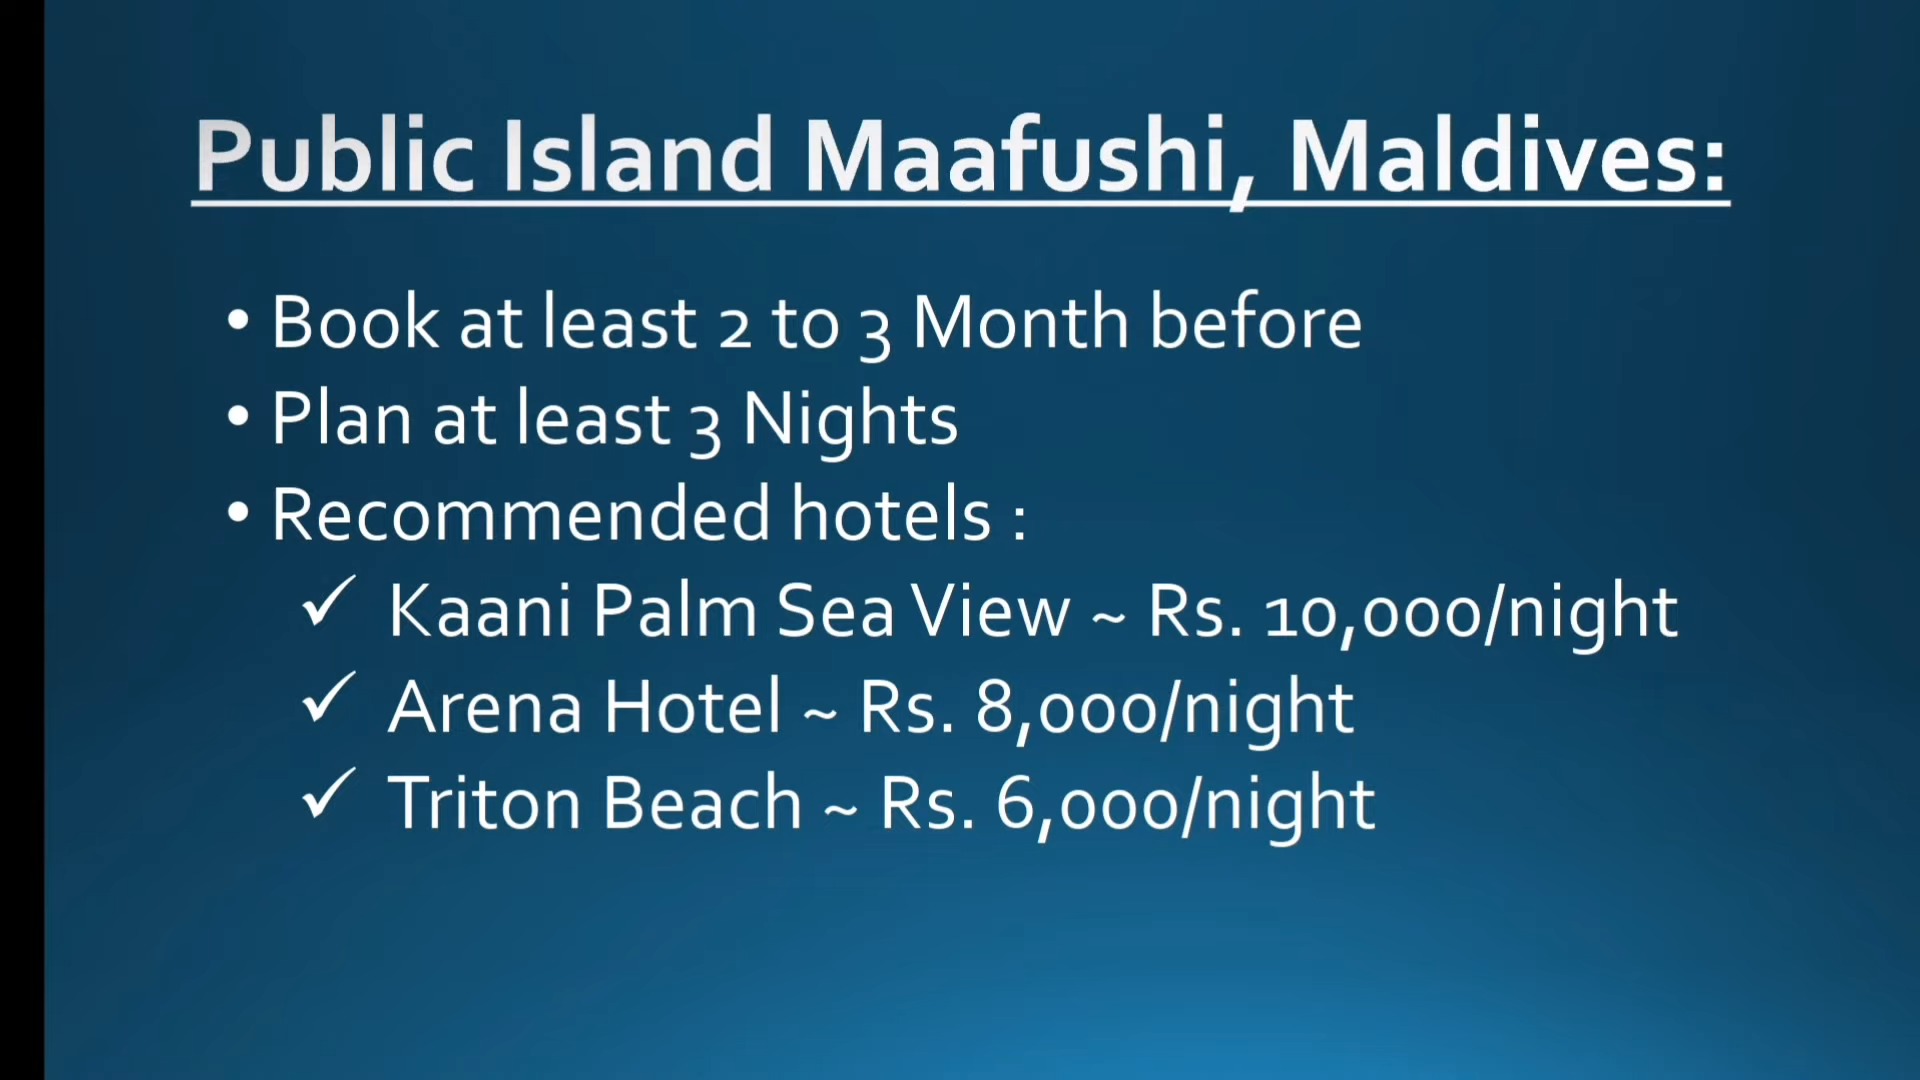 Public Island Maafushi, Maldives:
• Book at least 2 to 3 Month before
• Plan at least 3 Nights
• Recommended hotels :
✓ Kaani Palm Sea View ~ Rs. 10,000/night
✓ Arena Hotel ~ Rs. 8,000/night
✓ Triton Beach ~ Rs. 6,000/night